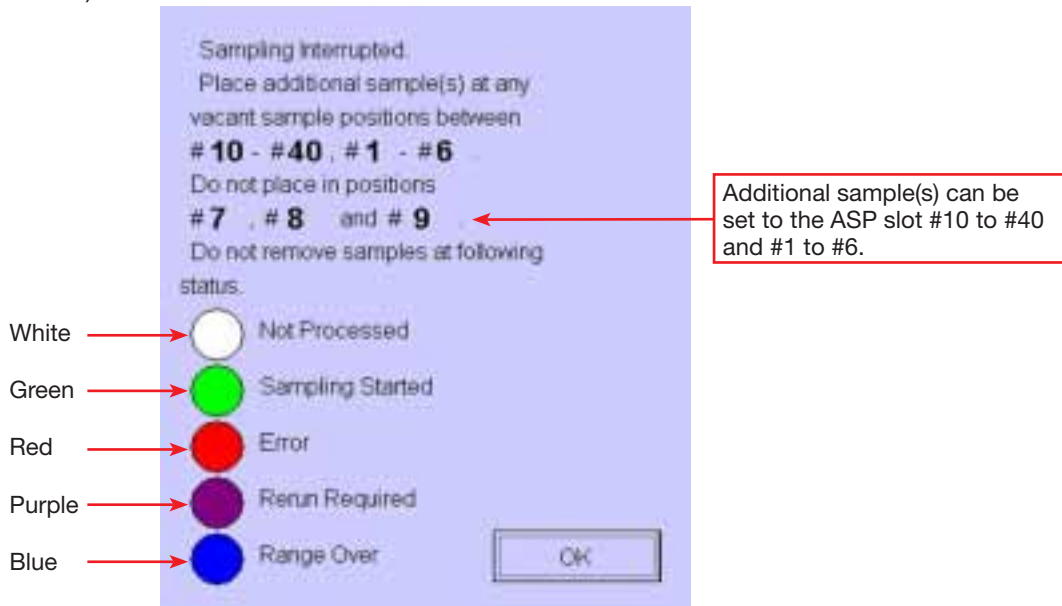 Sampling Interrupted.
Place additional sample(s) at any
vacant sample positions between
#10 - #40 , #1 - #6 .
Do not place in positions
#7 , #8 and # 9 .
Do not remove samples at following
status.
Additional sample(s) can be
set to the ASP slot #10 to #40
and #1 to #6.
White
Not Processed
Green
Sampling Started
Red
Error
Purple
Rerun Required
Blue
Range Over
OK